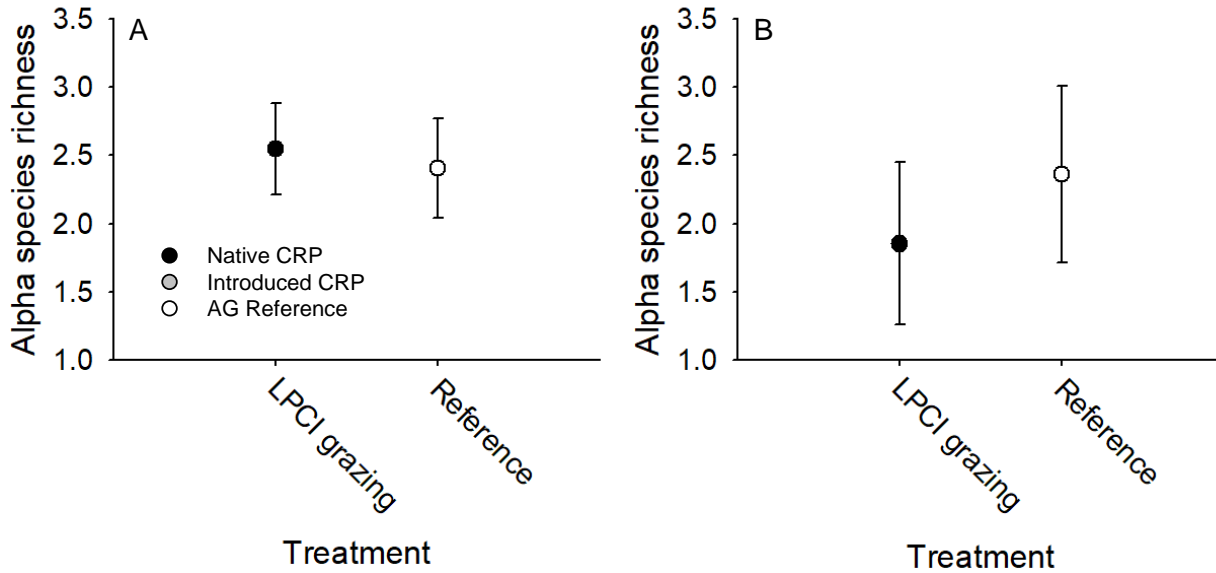 A
Alpha species richness
3.5
3.0
2.5
2.0
1.5
1.0
Native CRP
Introduced CRP
AG Reference
LPCI grazing
Reference
Treatment
B
Alpha species richness
3.5
3.0
2.5
2.0
1.5
1.0
LPCI grazing
Reference
Treatment